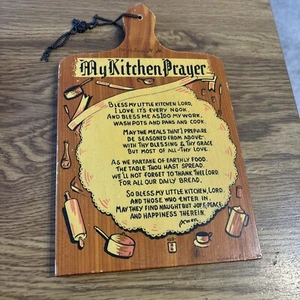 My Kitchen Prayer
BLESS MY LITTLE KITCHEN, LORD,
I LOVE ITS EVERY NOOK,
AND BLESS ME AS I DO MY WORK,
WASH POTS AND PANS AND COOK.
MAY THE MEALS THAT I PREPARE
BE SEASONED FROM ABOVE,
WITH THY BLESSING & THY GRACE
BUT MOST OF ALL-THY LOVE.
AS WE PARTAKE OF EARTHLY FOOD,
THE TABLE THOU HAST SPREAD,
WE'LL NOT FORGET TO THANK THEE LORD
FOR ALL OUR DAILY BREAD.
SO BLESS MY LITTLE KITCHEN, LORD,
AND THOSE WHO ENTER IN,
MAY THEY FIND NAUGHT BUT JOY & PEACE
AND HAPPINESS THEREIN.